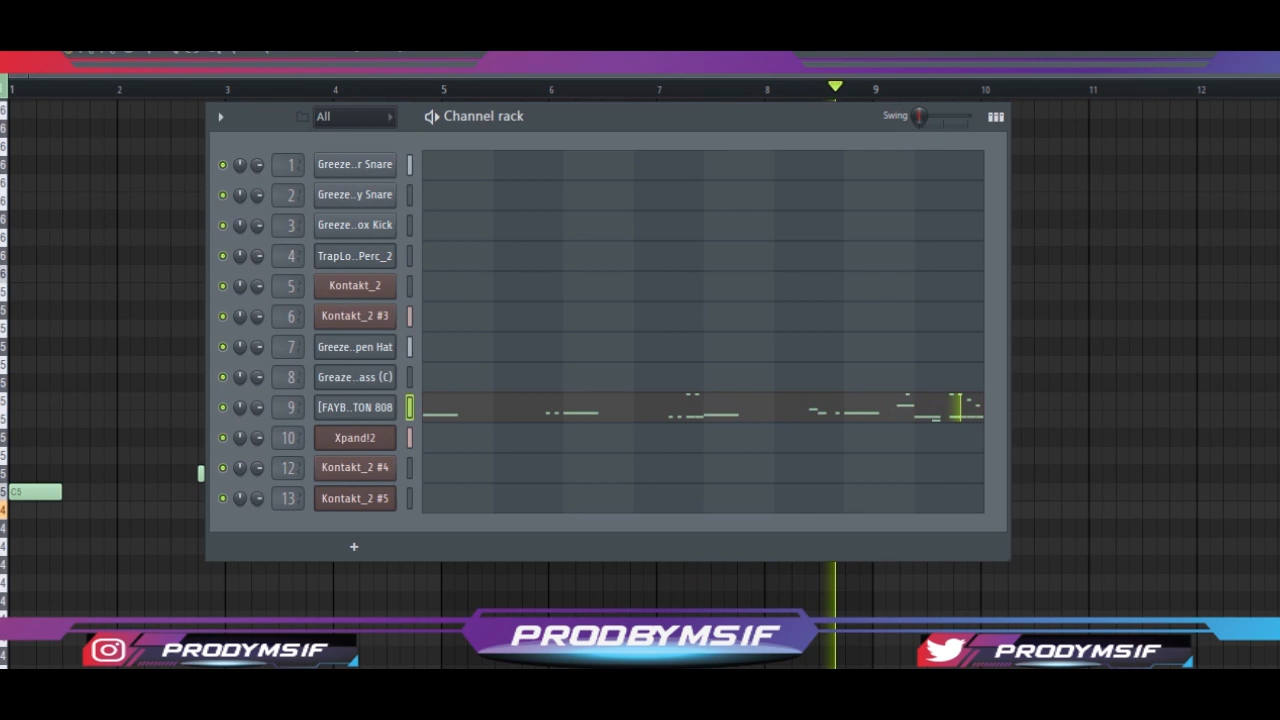 1 2 3 4 5 6 7 8 9 10 11 12
All Channel rack Swing
1 Greeze..r Snare
2 Greeze..y Snare
3 Greeze..ox Kick
4 TrapLo..Perc_2
5 Kontakt_2
6 Kontakt_2 #3
7 Greeze..pen Hat
8 Greaze..ass (C)
9 [FAYB..TON 808
10 Xpand!2
12 Kontakt_2 #4
C5
13 Kontakt_2 #5
+
PRODBYMSIF
PRODYMSIF
PRODYMSIF